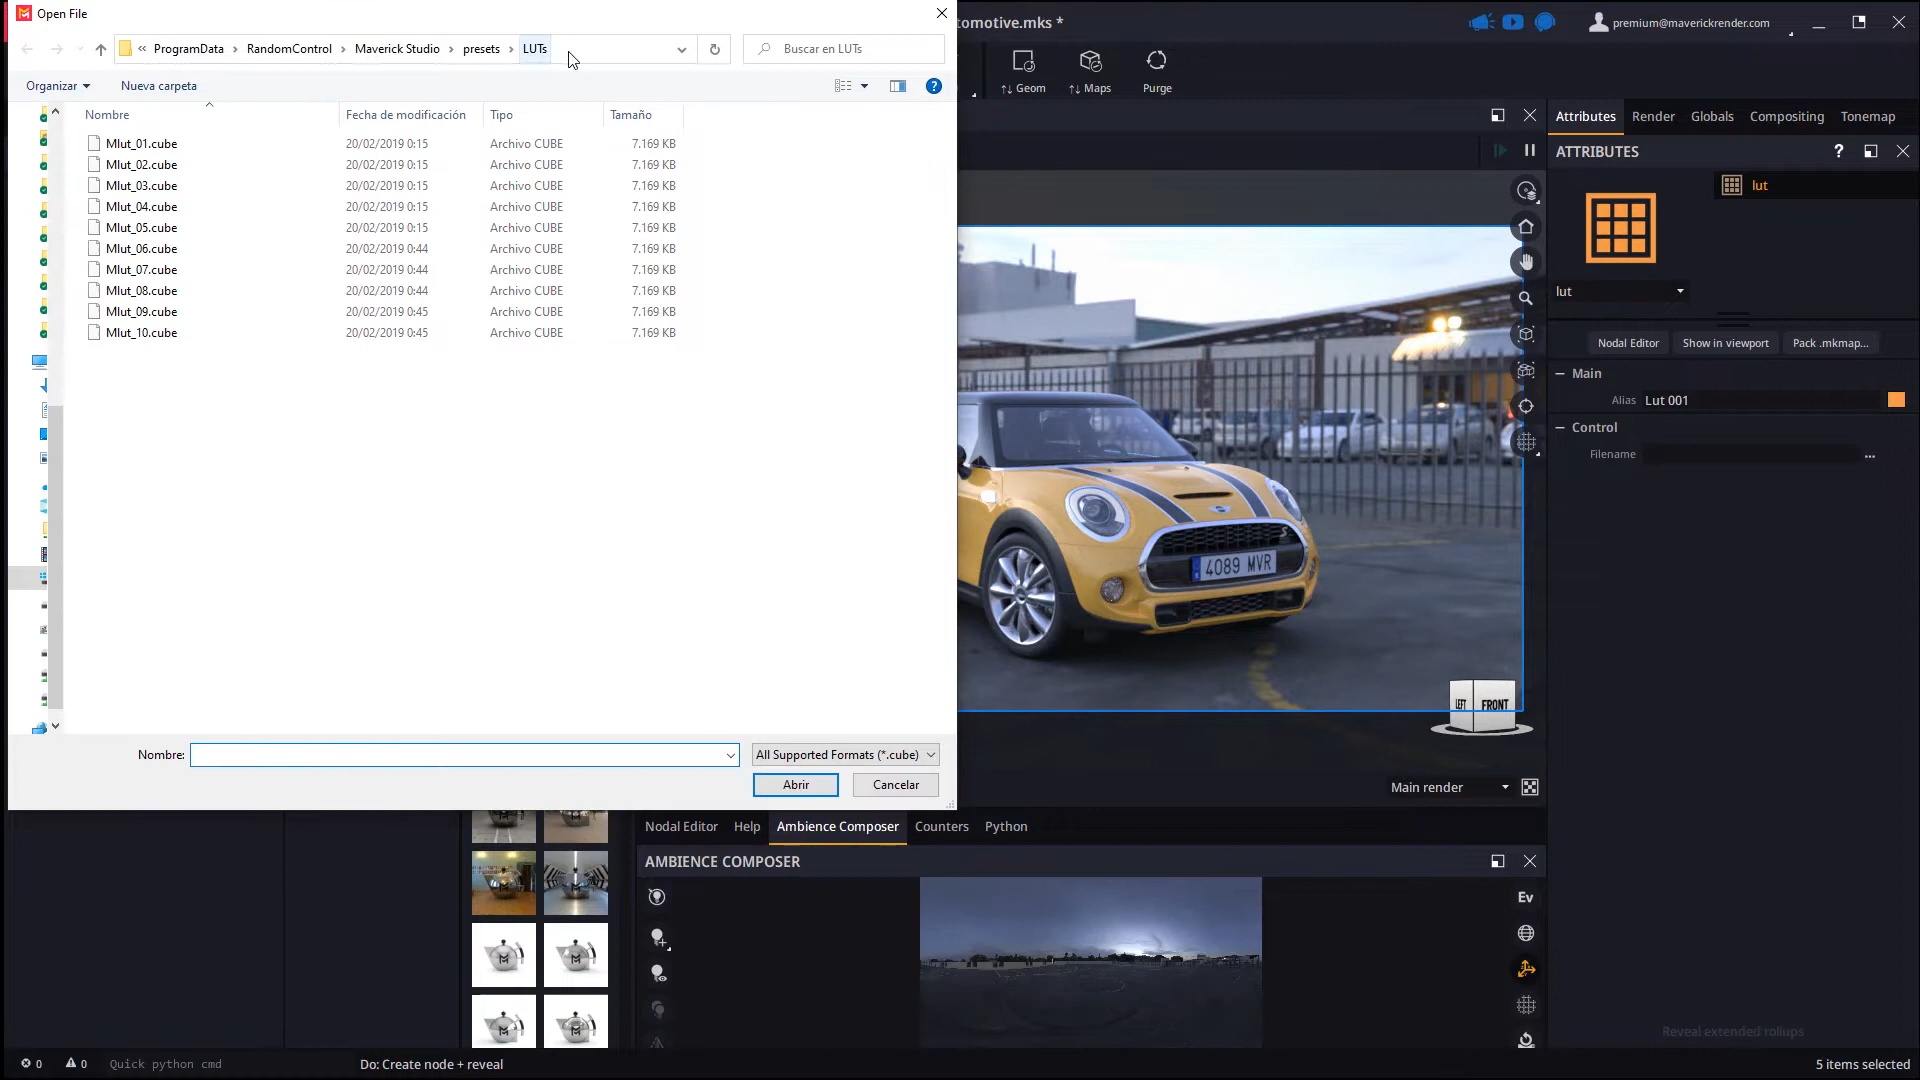 Open File
« ProgramData > RandomControl > Maverick Studio > presets > LUTs
Buscar en LUTs
Organizar
Nueva carpeta
Nombre
Fecha de modificación
Tipo
Tamaño
Mlut_01.cube 20/02/2019 0:15 Archivo CUBE 7.169 KB
Mlut_02.cube 20/02/2019 0:15 Archivo CUBE 7.169 KB
Mlut_03.cube 20/02/2019 0:15 Archivo CUBE 7.169 KB
Mlut_04.cube 20/02/2019 0:15 Archivo CUBE 7.169 KB
Mlut_05.cube 20/02/2019 0:15 Archivo CUBE 7.169 KB
Mlut_06.cube 20/02/2019 0:44 Archivo CUBE 7.169 KB
Mlut_07.cube 20/02/2019 0:44 Archivo CUBE 7.169 KB
Mlut_08.cube 20/02/2019 0:44 Archivo CUBE 7.169 KB
Mlut_09.cube 20/02/2019 0:45 Archivo CUBE 7.169 KB
Mlut_10.cube 20/02/2019 0:45 Archivo CUBE 7.169 KB
Nombre:
All Supported Formats (*.cube)
Abrir
Cancelar
tomotive.mks *
premium@maverickrender.com
↑↓ Geom
↑↓ Maps
Purge
Attributes Render Globals Compositing Tonemap
ATTRIBUTES
?
lut
lut
Nodal Editor
Show in viewport
Pack .mkmap...
Main
Alias Lut 001
Control
Filename ...
4089 MVR
S
LEFT
FRONT
Main render
Nodal Editor Help Ambience Composer Counters Python
AMBIENCE COMPOSER
Ev
Reveal extended rollups
0
0
Quick python cmd
Do: Create node + reveal
5 items selected